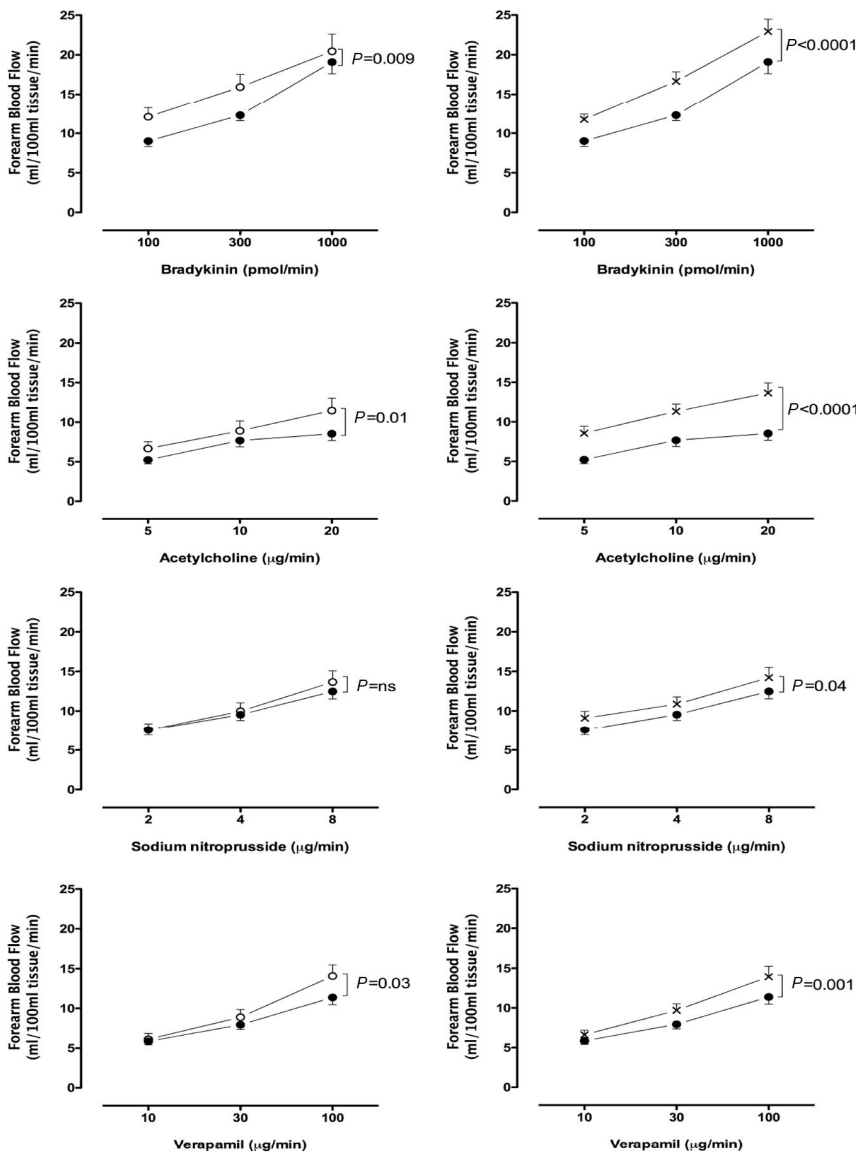 Forearm Blood Flow
(ml/100ml tissue/min)
25
20
15
10
5
0
P=0.009
100 300 1000
Bradykinin (pmol/min)
Forearm Blood Flow
(ml/100ml tissue/min)
25
20
15
10
5
0
P<0.0001
100 300 1000
Bradykinin (pmol/min)
Forearm Blood Flow
(ml/100ml tissue/min)
25
20
15
10
5
0
P=0.01
5 10 20
Acetylcholine (μg/min)
Forearm Blood Flow
(ml/100ml tissue/min)
25
20
15
10
5
0
P<0.0001
5 10 20
Acetylcholine (μg/min)
Forearm Blood Flow
(ml/100ml tissue/min)
25
20
15
10
5
0
P=ns
2 4 8
Sodium nitroprusside (μg/min)
Forearm Blood Flow
(ml/100ml tissue/min)
25
20
15
10
5
0
P=0.04
2 4 8
Sodium nitroprusside (μg/min)
Forearm Blood Flow
(ml/100ml tissue/min)
25
20
15
10
5
0
P=0.03
10 30 100
Verapamil (μg/min)
Forearm Blood Flow
(ml/100ml tissue/min)
25
20
15
10
5
0
P=0.001
10 30 100
Verapamil (μg/min)